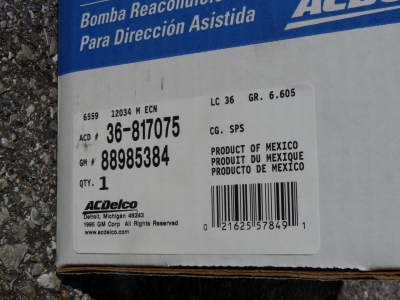 Bomba Reacondicio
Para Dirección Asistida
ACDelco
6559 12034 M ECN
LC 36 GR. 6.605
ACD # 36-817075
CG. SPS
GM # 88985384
PRODUCT OF MEXICO
PRODUIT DU MEXIQUE
PRODUCTO DE MEXICO
QTY. 1
ACDelco
Detroit, Michigan 48243
1995 GM Corp All Rights Reserved
www.acdelco.com
0 21625 57849 1